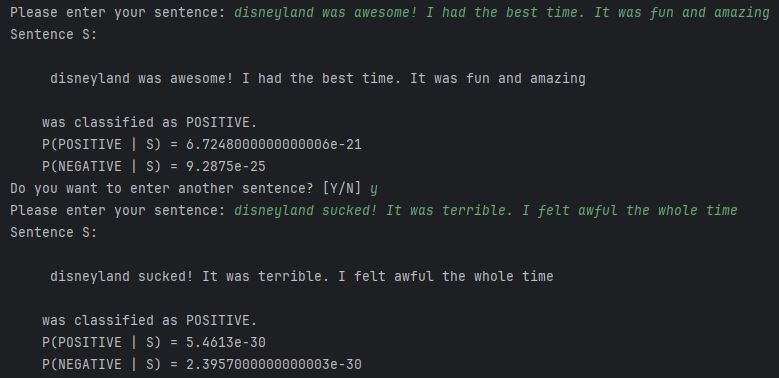 Please enter your sentence: disneyland was awesome! I had the best time. It was fun and amazing
Sentence S:
disneyland was awesome! I had the best time. It was fun and amazing
was classified as POSITIVE.
P(POSITIVE | S) = 6.7248000000000006e-21
P(NEGATIVE | S) = 9.2875e-25
Do you want to enter another sentence? [Y/N] y
Please enter your sentence: disneyland sucked! It was terrible. I felt awful the whole time
Sentence S:
disneyland sucked! It was terrible. I felt awful the whole time
was classified as POSITIVE.
P(POSITIVE | S) = 5.4613e-30
P(NEGATIVE | S) = 2.3957000000000003e-30